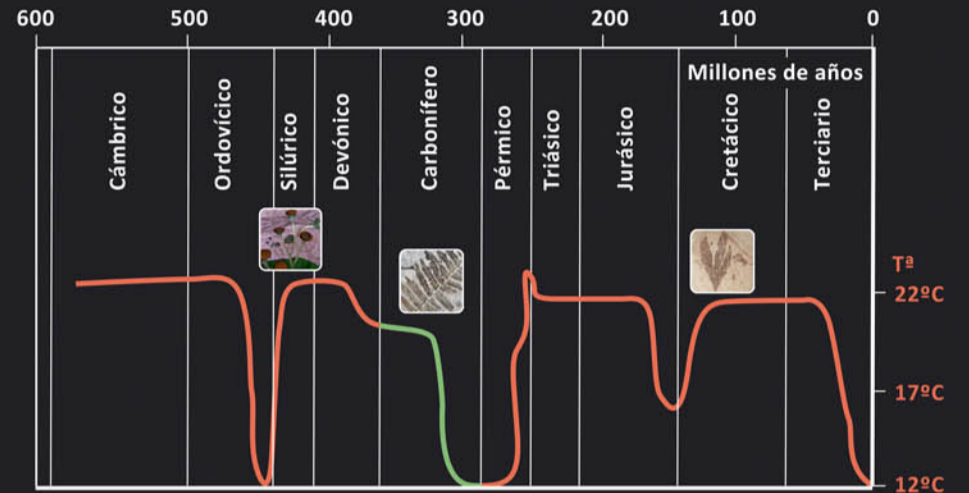 600 500 400 300 200 100 0
Millones de años
Cámbrico
Ordovícico
Silúrico
Devónico
Carbonífero
Pérmico
Triásico
Jurásico
Cretácico
Terciario
Tª
22ºC
17ºC
12ºC